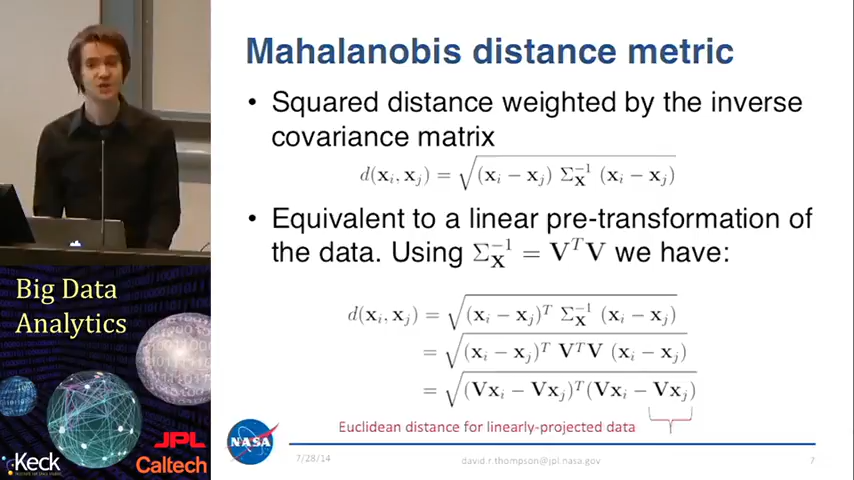 Mahalanobis distance metric
• Squared distance weighted by the inverse
covariance matrix
d(xᵢ, xⱼ) = √((xᵢ − xⱼ) Σ_X⁻¹ (xᵢ − xⱼ))
• Equivalent to a linear pre-transformation of
the data. Using Σ_X⁻¹ = VᵀV we have:
d(xᵢ, xⱼ) = √((xᵢ − xⱼ)ᵀ Σ_X⁻¹ (xᵢ − xⱼ))
= √((xᵢ − xⱼ)ᵀ VᵀV (xᵢ − xⱼ))
= √((Vxᵢ − Vxⱼ)ᵀ(Vxᵢ − Vxⱼ))
Euclidean distance for linearly-projected data
NASA
7/28/14
david.r.thompson@jpl.nasa.gov
7
Big Data
Analytics
JPL
Keck
Caltech